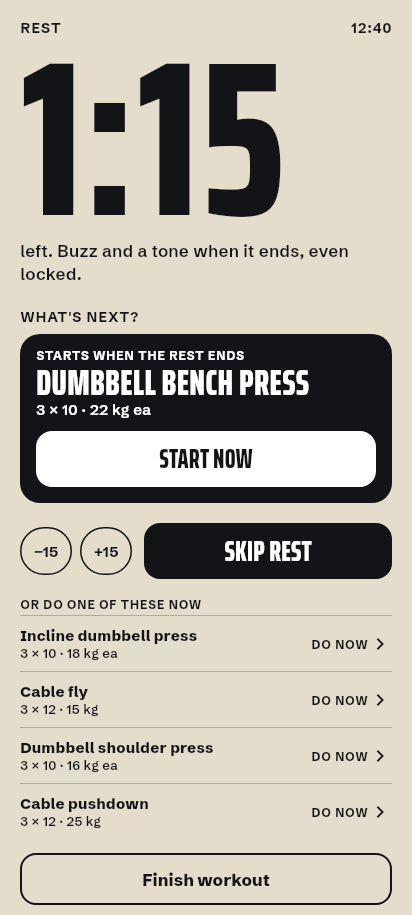 REST
12:40
1:15
left. Buzz and a tone when it ends, even
locked.
WHAT'S NEXT?
STARTS WHEN THE REST ENDS
DUMBBELL BENCH PRESS
3 × 10 · 22 kg ea
START NOW
−15
+15
SKIP REST
OR DO ONE OF THESE NOW
Incline dumbbell press
3 × 10 · 18 kg ea
DO NOW
Cable fly
3 × 12 · 15 kg
DO NOW
Dumbbell shoulder press
3 × 10 · 16 kg ea
DO NOW
Cable pushdown
3 × 12 · 25 kg
DO NOW
Finish workout